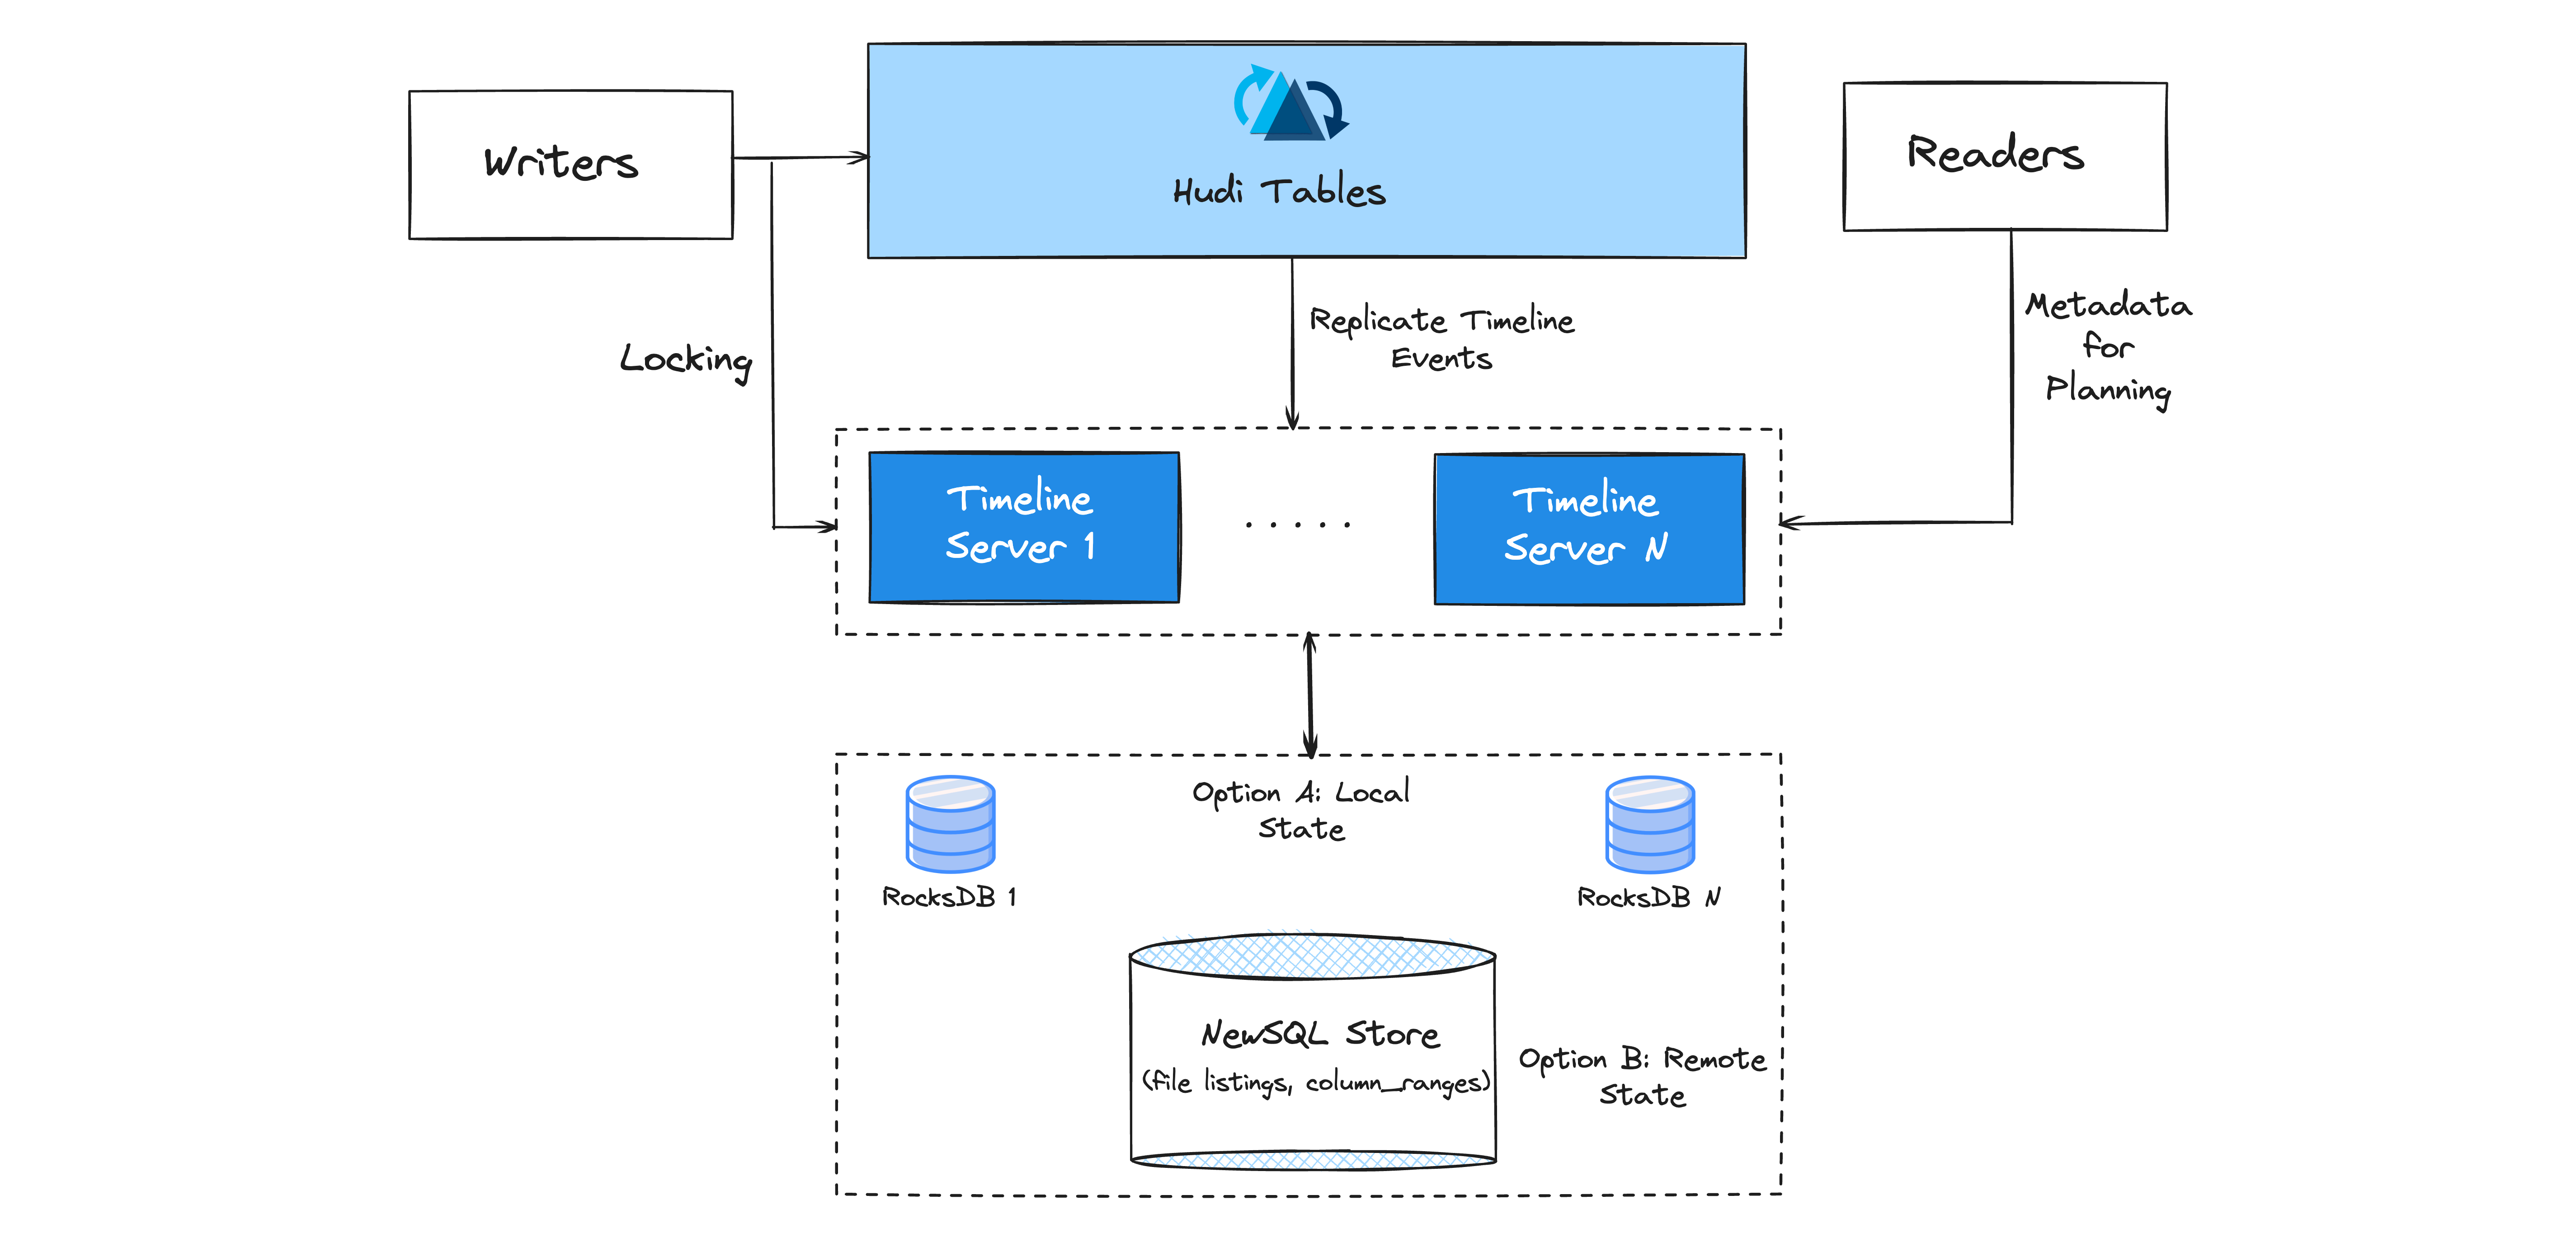 Writers
Hudi Tables
Readers
Locking
Replicate Timeline
Events
Metadata
for
Planning
Timeline
Server 1
.....
Timeline
Server N
Option A: Local
State
RocksDB 1
RocksDB N
NewSQL Store
(file listings, column_ranges)
Option B: Remote
State